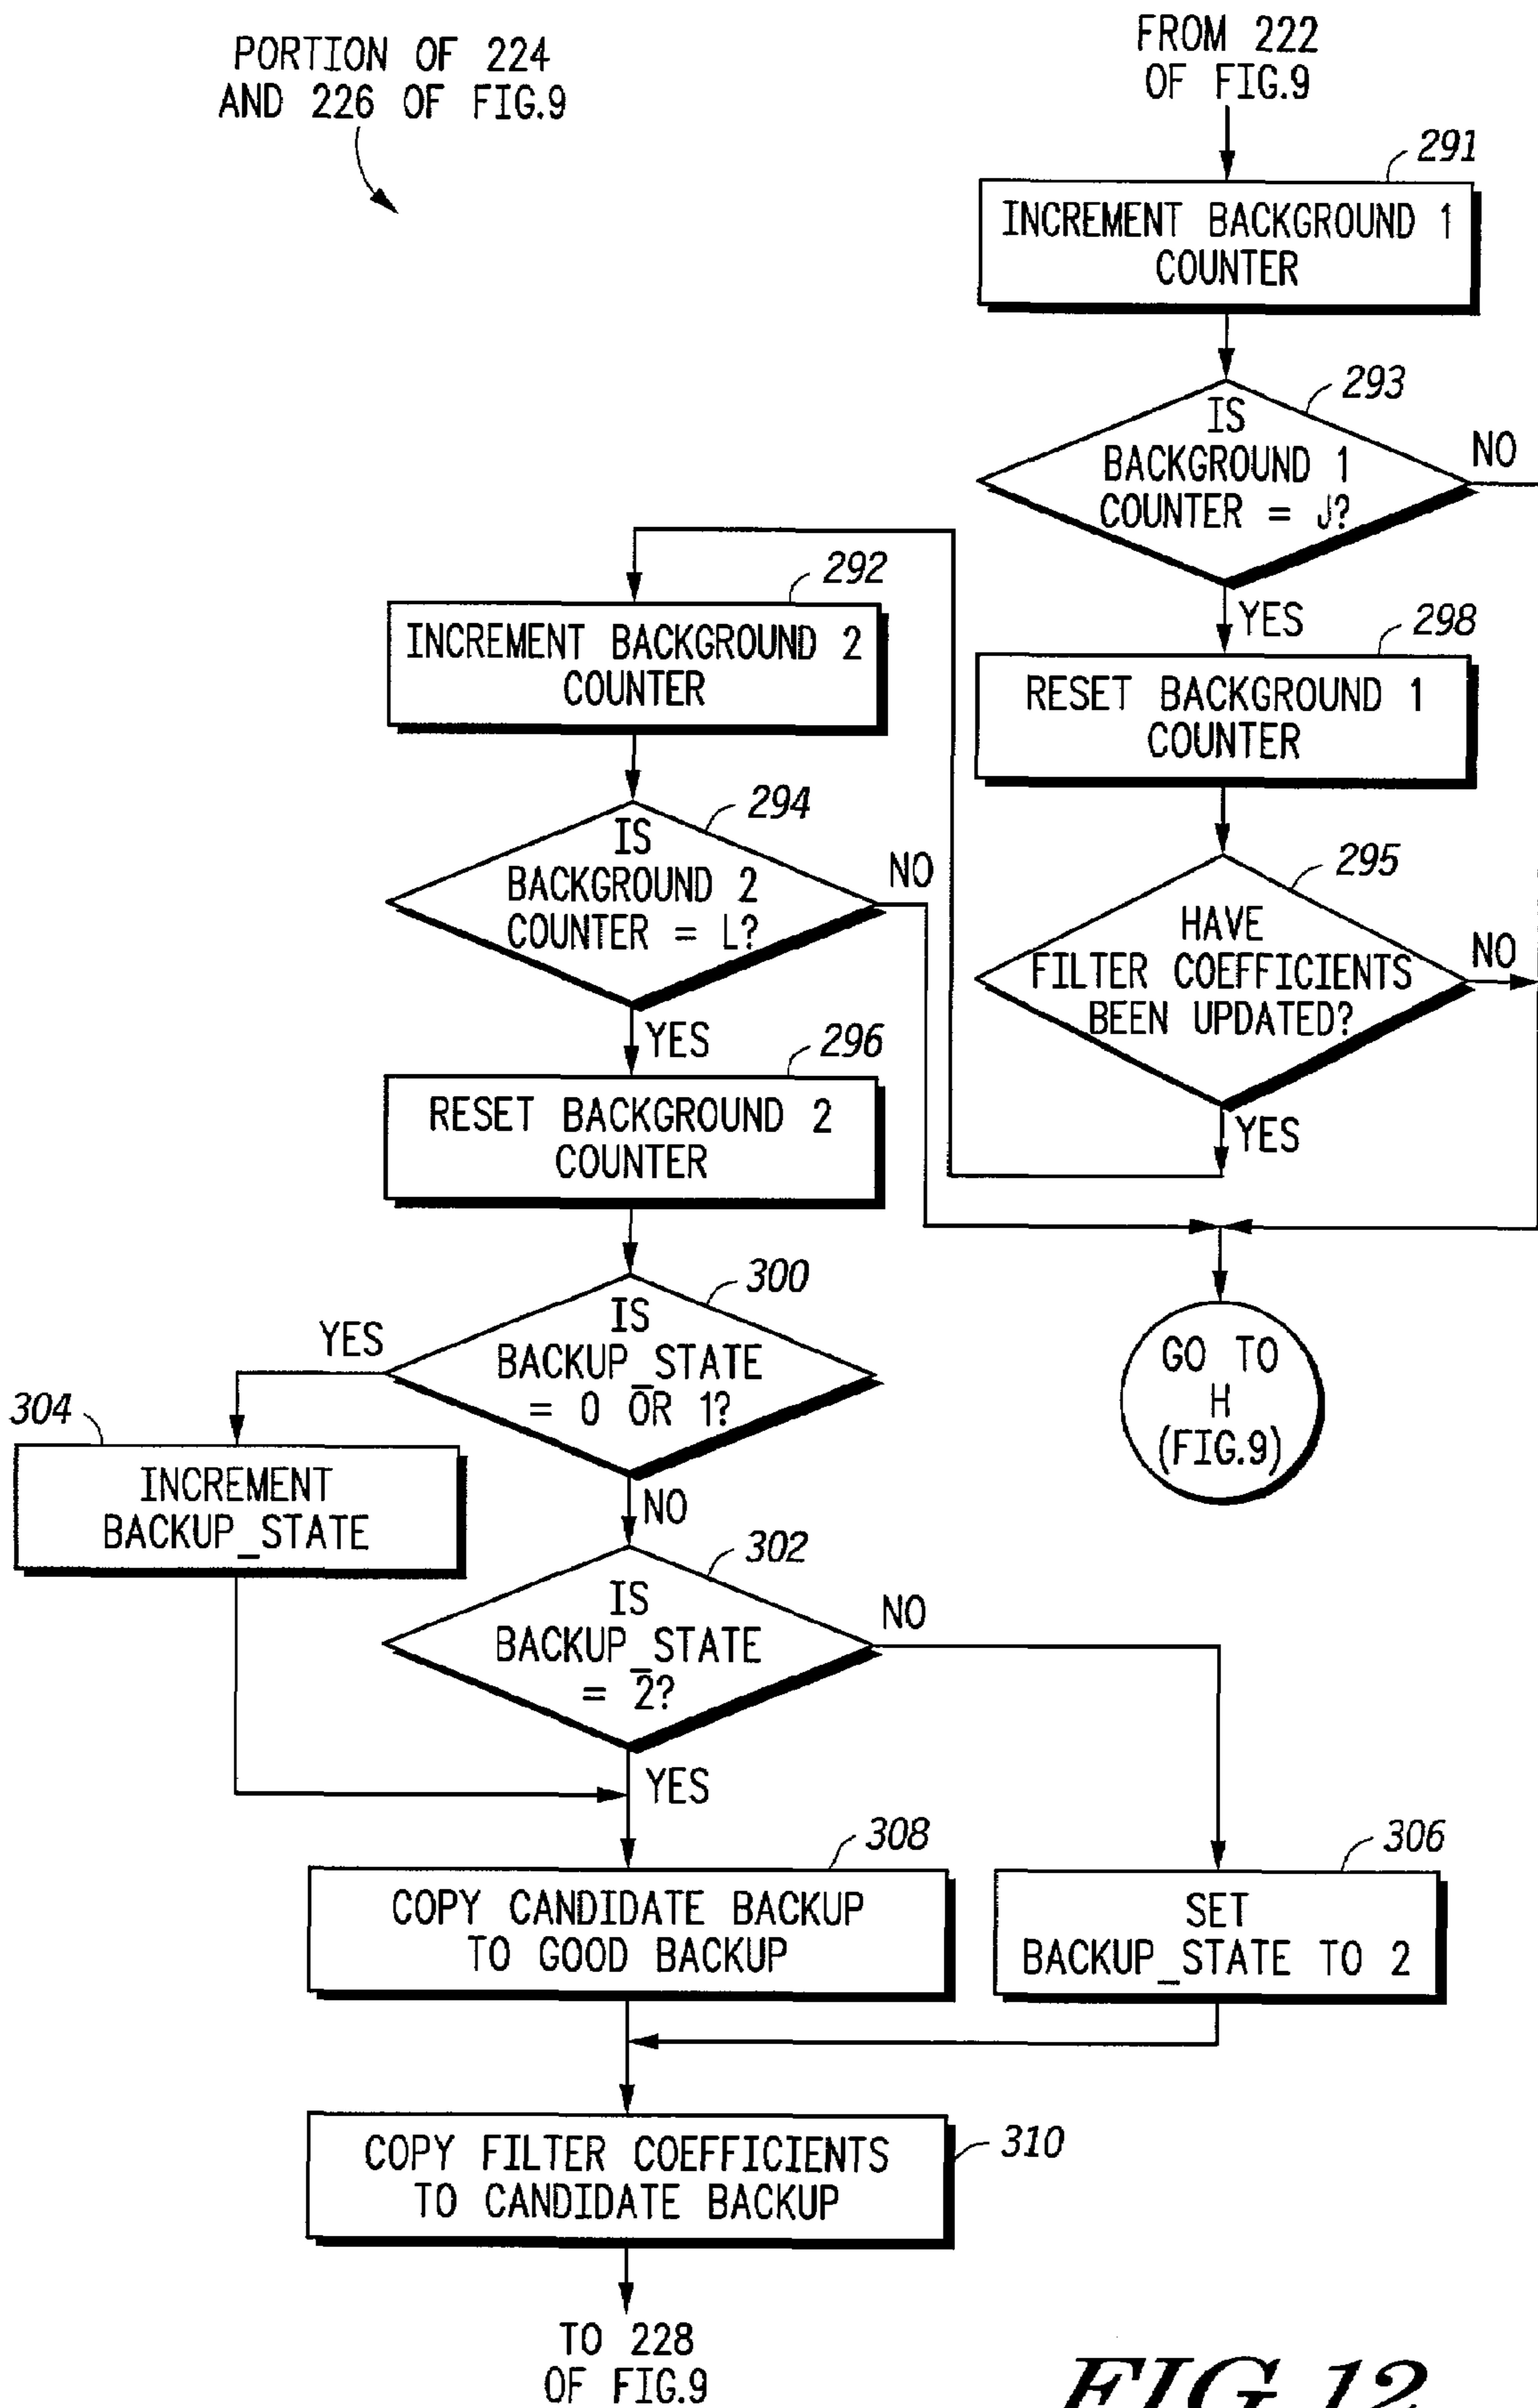 PORTION OF 224
AND 226 OF FIG.9
FROM 222
OF FIG.9
291
INCREMENT BACKGROUND 1
COUNTER
293
IS
BACKGROUND 1
COUNTER = J?
NO
YES
298
RESET BACKGROUND 1
COUNTER
295
HAVE
FILTER COEFFICIENTS
BEEN UPDATED?
NO
YES
292
INCREMENT BACKGROUND 2
COUNTER
294
IS
BACKGROUND 2
COUNTER = L?
NO
YES
296
RESET BACKGROUND 2
COUNTER
GO TO
H
(FIG.9)
300
IS
BACKUP_STATE
= 0 OR 1?
YES
NO
304
INCREMENT
BACKUP_STATE
302
IS
BACKUP_STATE
= 2?
NO
YES
308
COPY CANDIDATE BACKUP
TO GOOD BACKUP
306
SET
BACKUP_STATE TO 2
310
COPY FILTER COEFFICIENTS
TO CANDIDATE BACKUP
TO 228
OF FIG.9
FIG.12